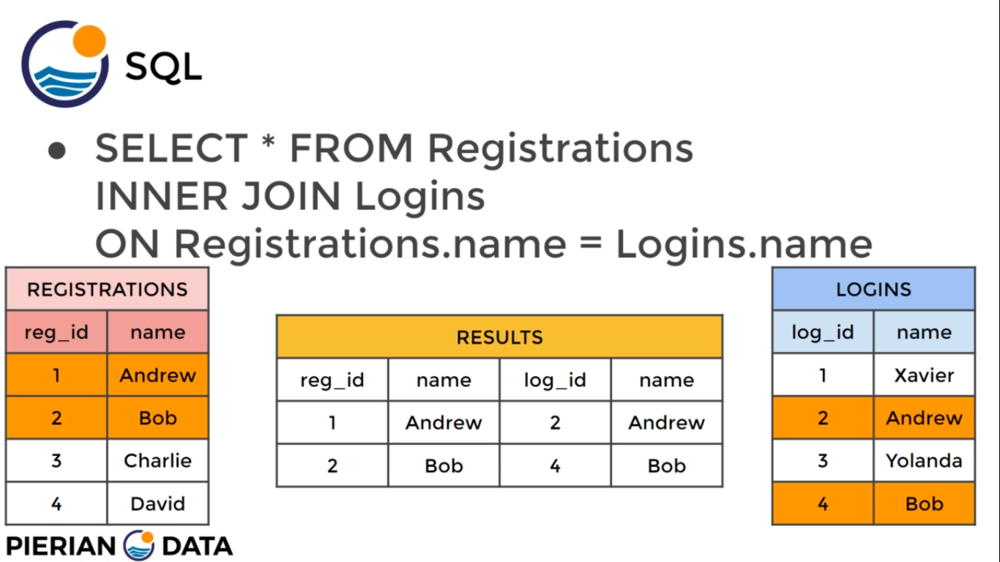 SQL
● SELECT * FROM Registrations
INNER JOIN Logins
ON Registrations.name = Logins.name
REGISTRATIONS
reg_id name
1 Andrew
2 Bob
3 Charlie
4 David
RESULTS
reg_id name log_id name
1 Andrew 2 Andrew
2 Bob 4 Bob
LOGINS
log_id name
1 Xavier
2 Andrew
3 Yolanda
4 Bob
PIERIAN DATA